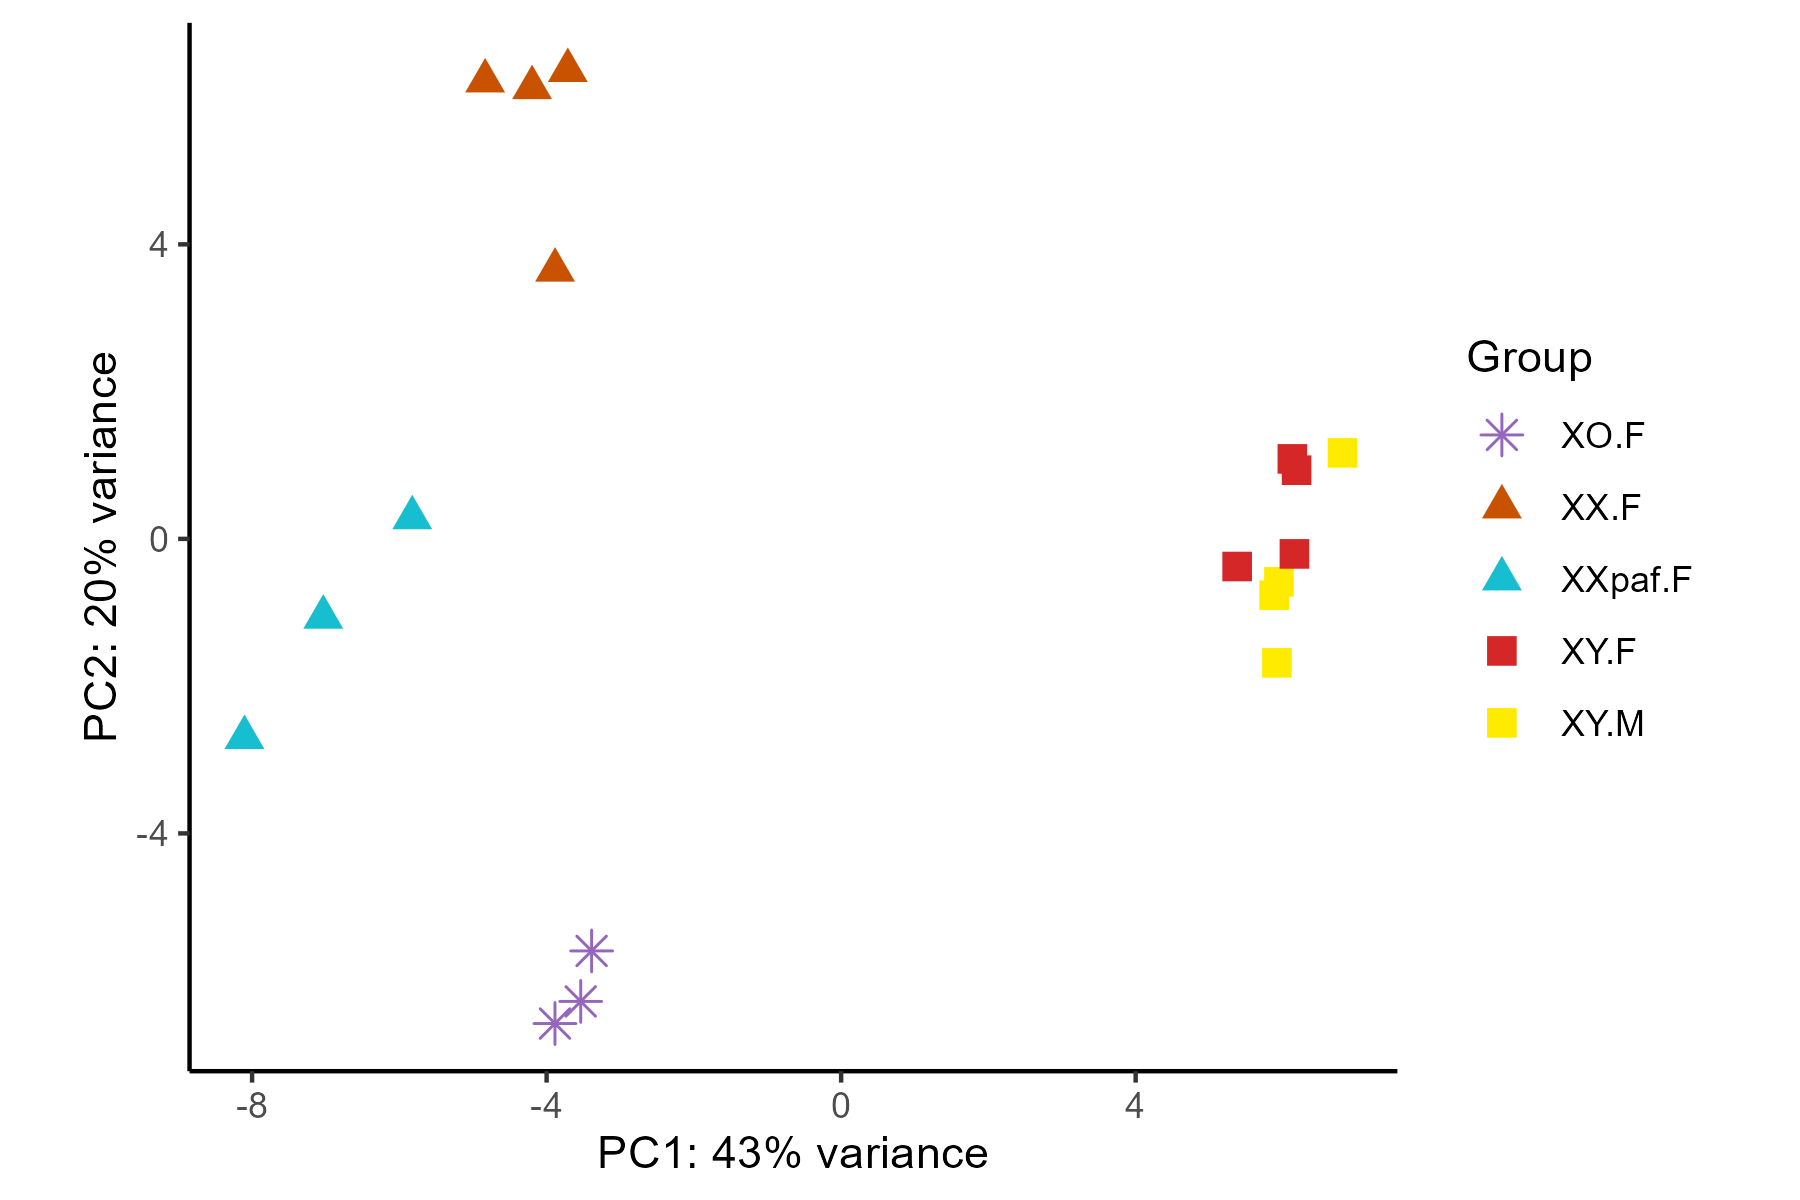 PC2: 20% variance
4
0
-4
-8
-4
0
4
PC1: 43% variance
Group
XO.F
XX.F
XXpaf.F
XY.F
XY.M